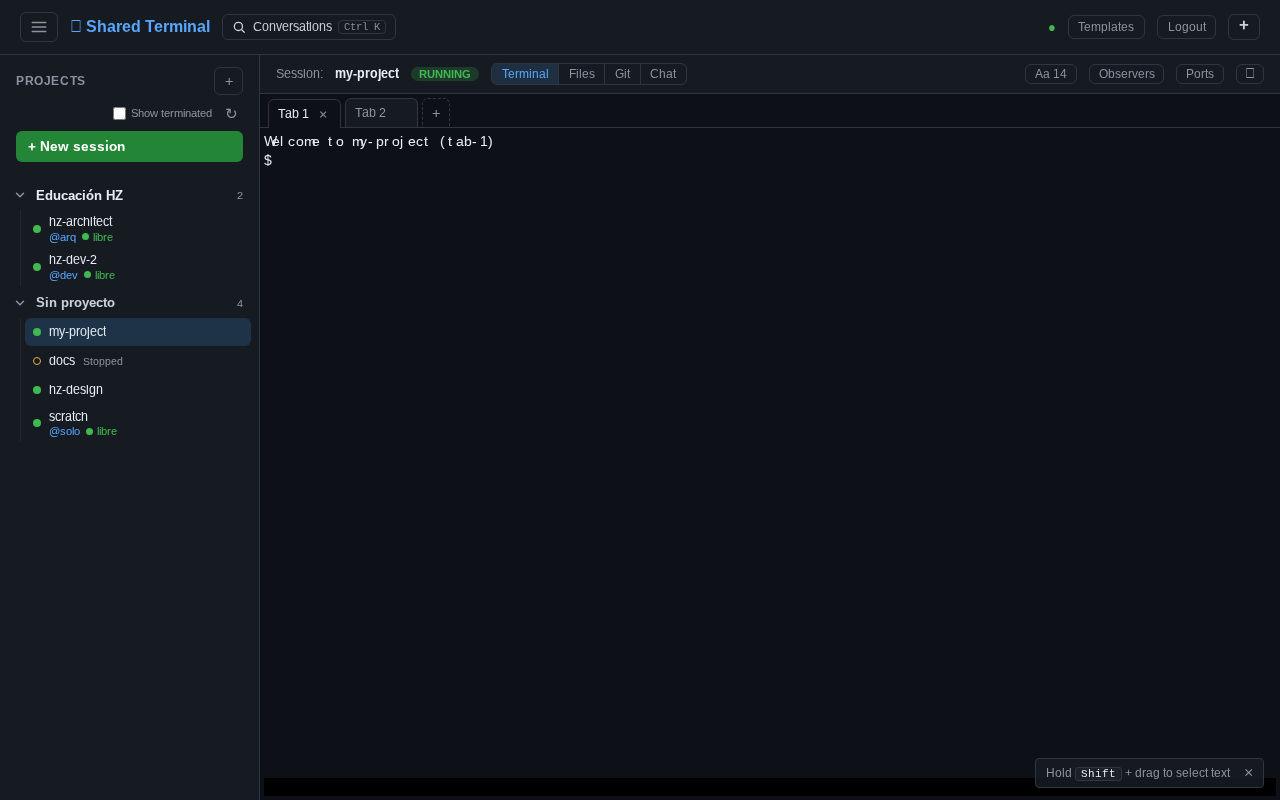 Shared Terminal
Conversations Ctrl K
Templates
Logout
+
PROJECTS
+
Show terminated ↻
+ New session
Educación HZ 2
hz-architect
@arq libre
hz-dev-2
@dev libre
Sin proyecto 4
my-project
docs Stopped
hz-design
scratch
@solo libre
Session: my-project RUNNING
Terminal Files Git Chat
Aa 14
Observers
Ports
Tab 1 ×
Tab 2
+
Welcome to my-project (tab-1)
$
Hold Shift + drag to select text ×